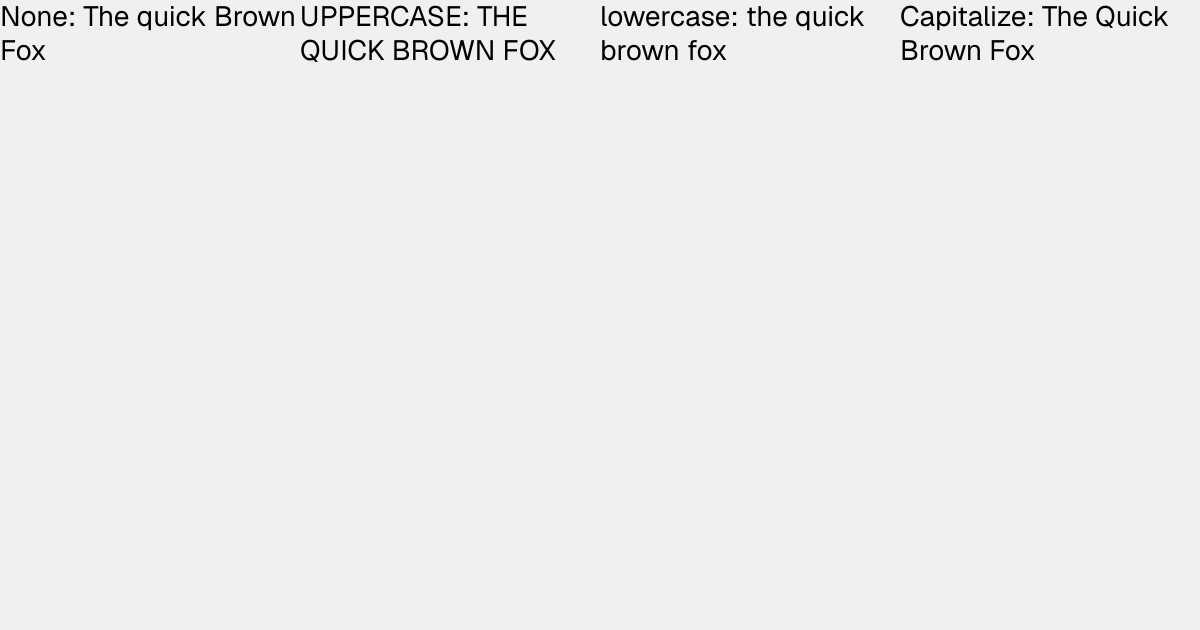 None: The quick Brown
Fox
UPPERCASE: THE
QUICK BROWN FOX
lowercase: the quick
brown fox
Capitalize: The Quick
Brown Fox